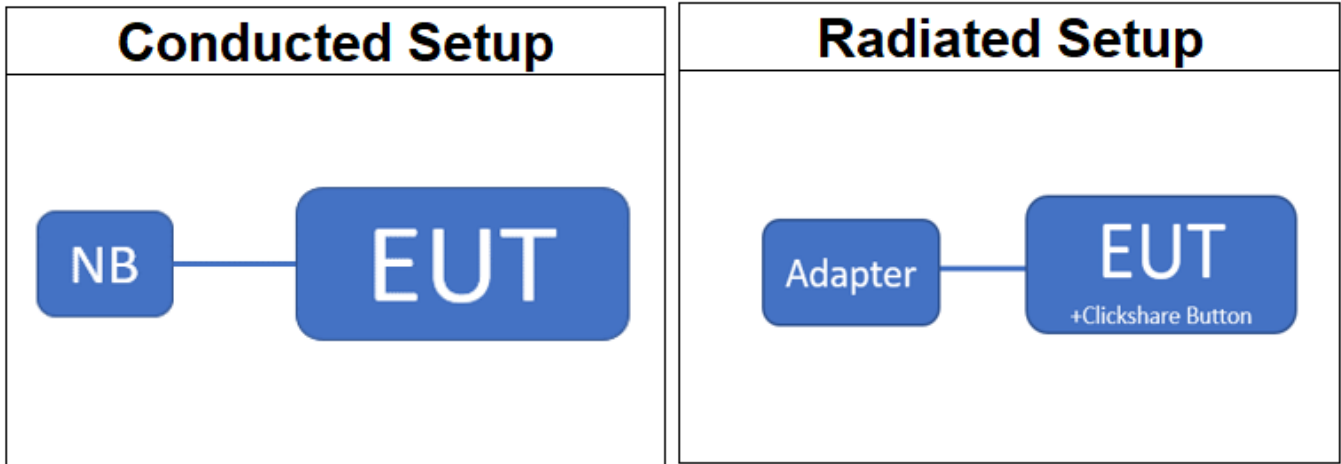 Conducted Setup
NB
EUT
Radiated Setup
Adapter
EUT
+Clickshare Button